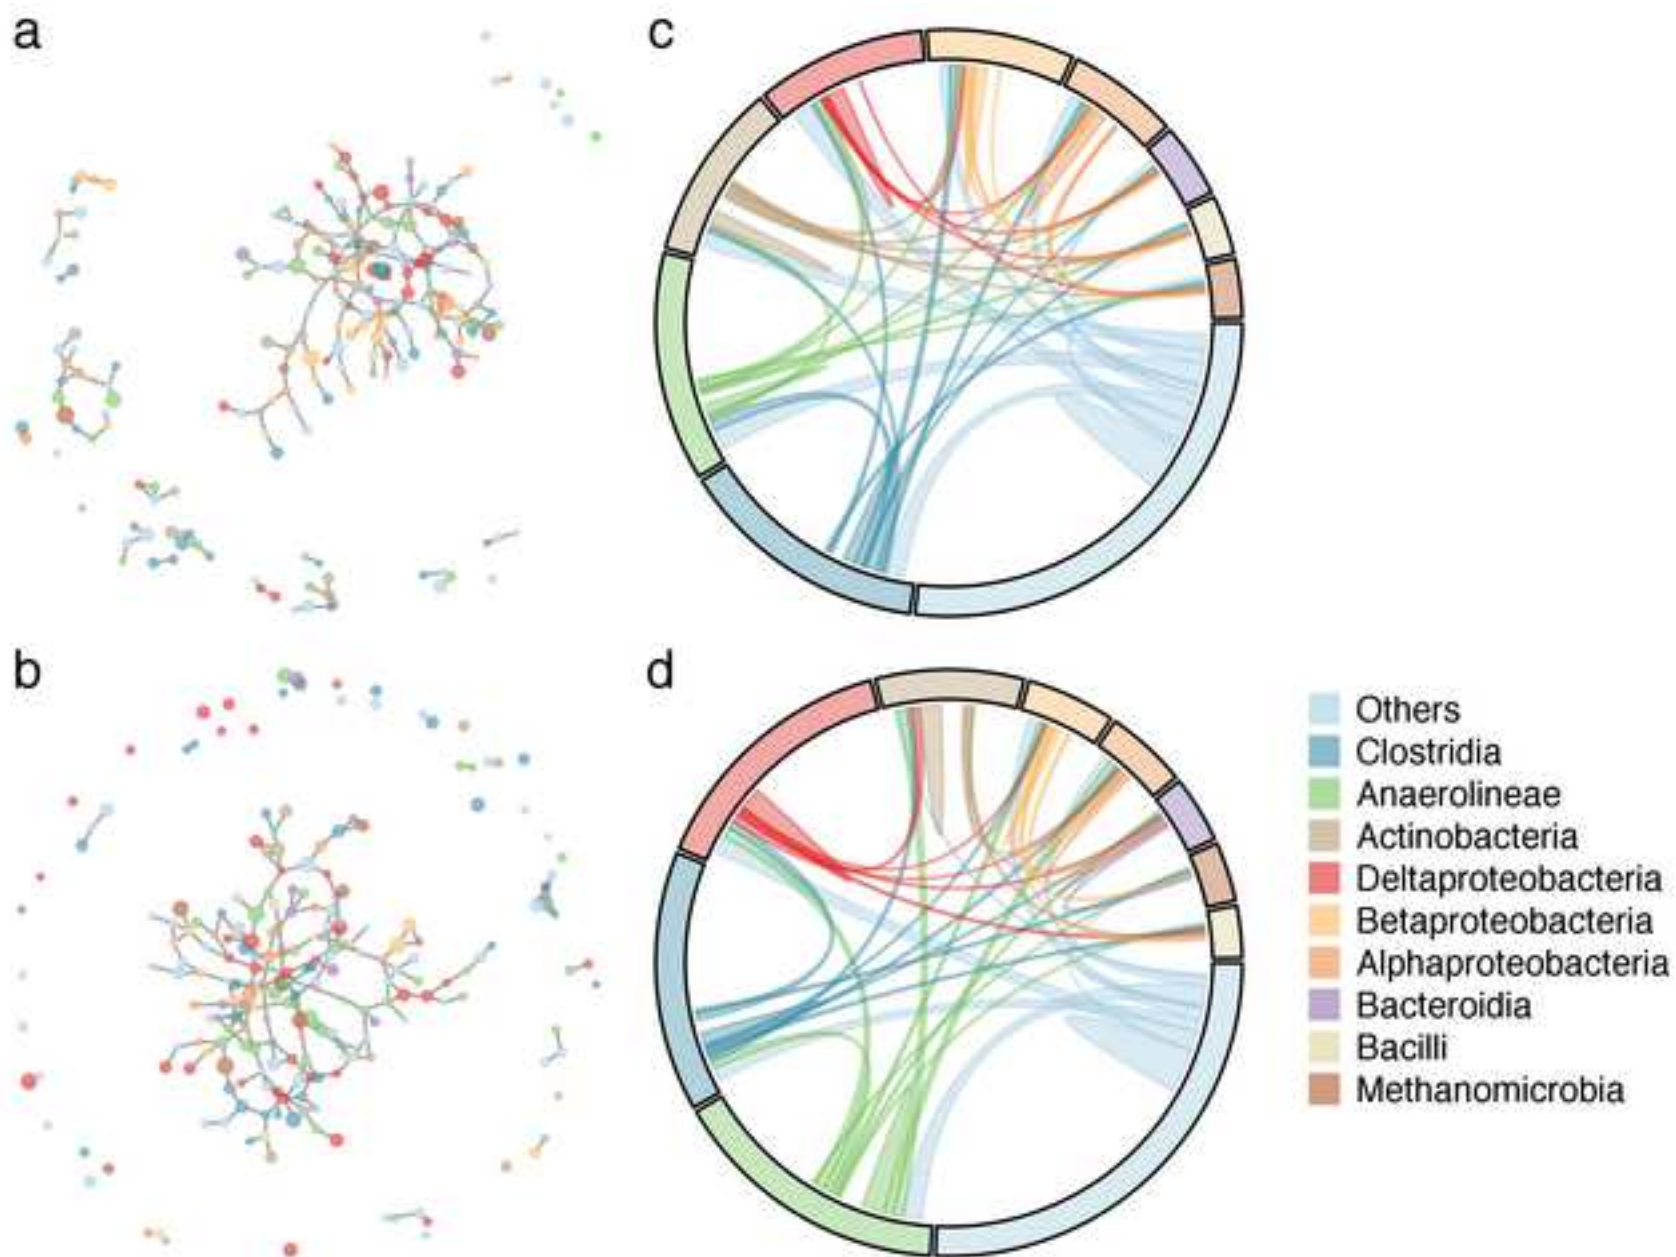 a
c
b
d
Others
Clostridia
Anaerolineae
Actinobacteria
Deltaproteobacteria
Betaproteobacteria
Alphaproteobacteria
Bacteroidia
Bacilli
Methanomicrobia